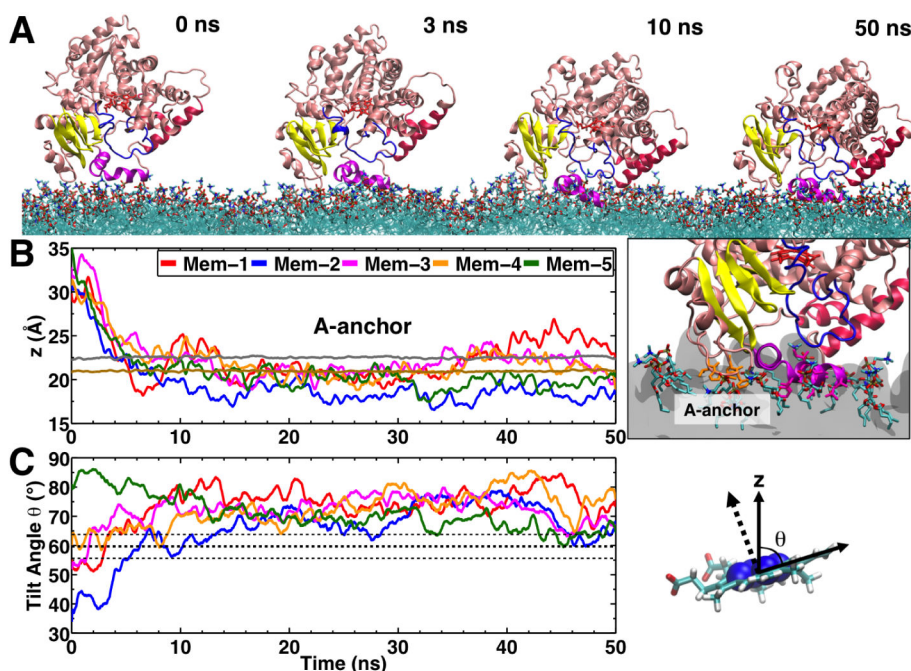 A
0 ns
3 ns
10 ns
50 ns
B
35
30
25
20
15
z (Å)
Mem-1
Mem-2
Mem-3
Mem-4
Mem-5
A-anchor
0
10
20
30
40
50
A-anchor
C
90
80
70
60
50
40
30
Tilt Angle θ (°)
0
10
20
30
40
50
Time (ns)
z
θ